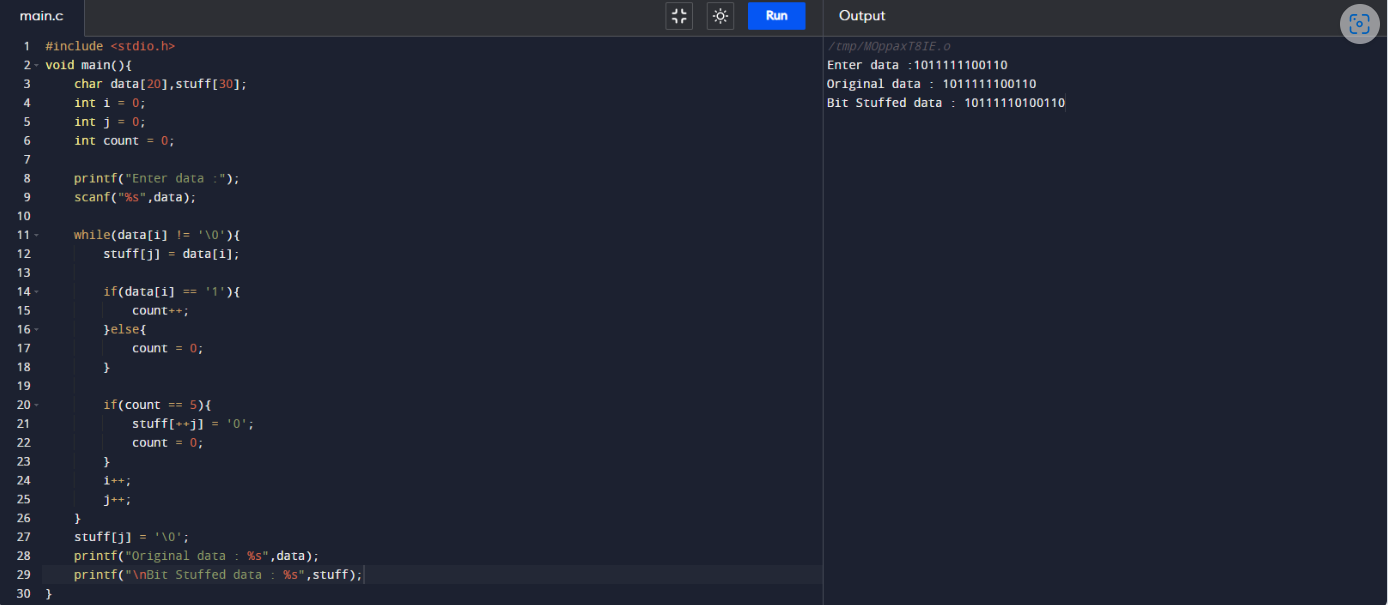 main.c
Run
Output
1 #include <stdio.h>
2 void main(){
3 char data[20],stuff[30];
4 int i = 0;
5 int j = 0;
6 int count = 0;
7
8 printf("Enter data :");
9 scanf("%s",data);
10
11 while(data[i] != '\0'){
12 stuff[j] = data[i];
13
14 if(data[i] == '1'){
15 count++;
16 }else{
17 count = 0;
18 }
19
20 if(count == 5){
21 stuff[++j] = '0';
22 count = 0;
23 }
24 i++;
25 j++;
26 }
27 stuff[j] = '\0';
28 printf("Original data : %s",data);
29 printf("\nBit Stuffed data : %s",stuff);
30 }
/tmp/MOppaxT8IE.o
Enter data :1011111100110
Original data : 1011111100110
Bit Stuffed data : 10111110100110